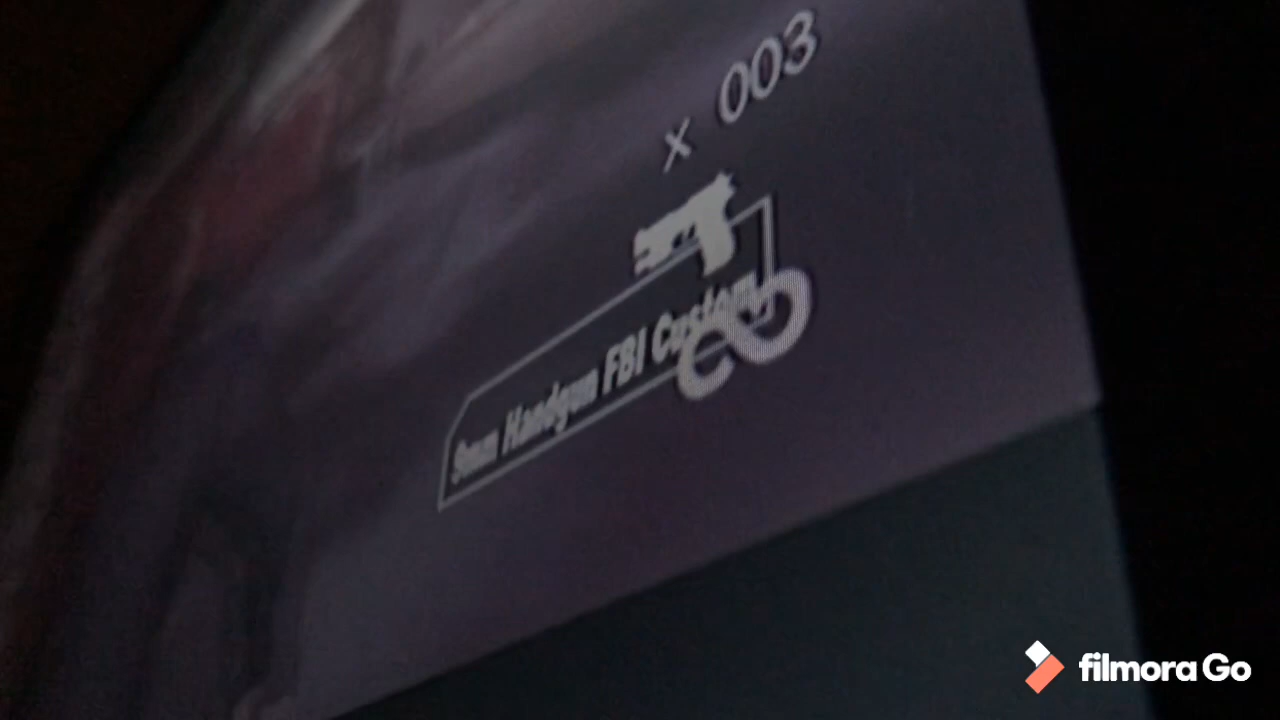 × 003
9mm Handgun FBI Custom
∞
filmora Go